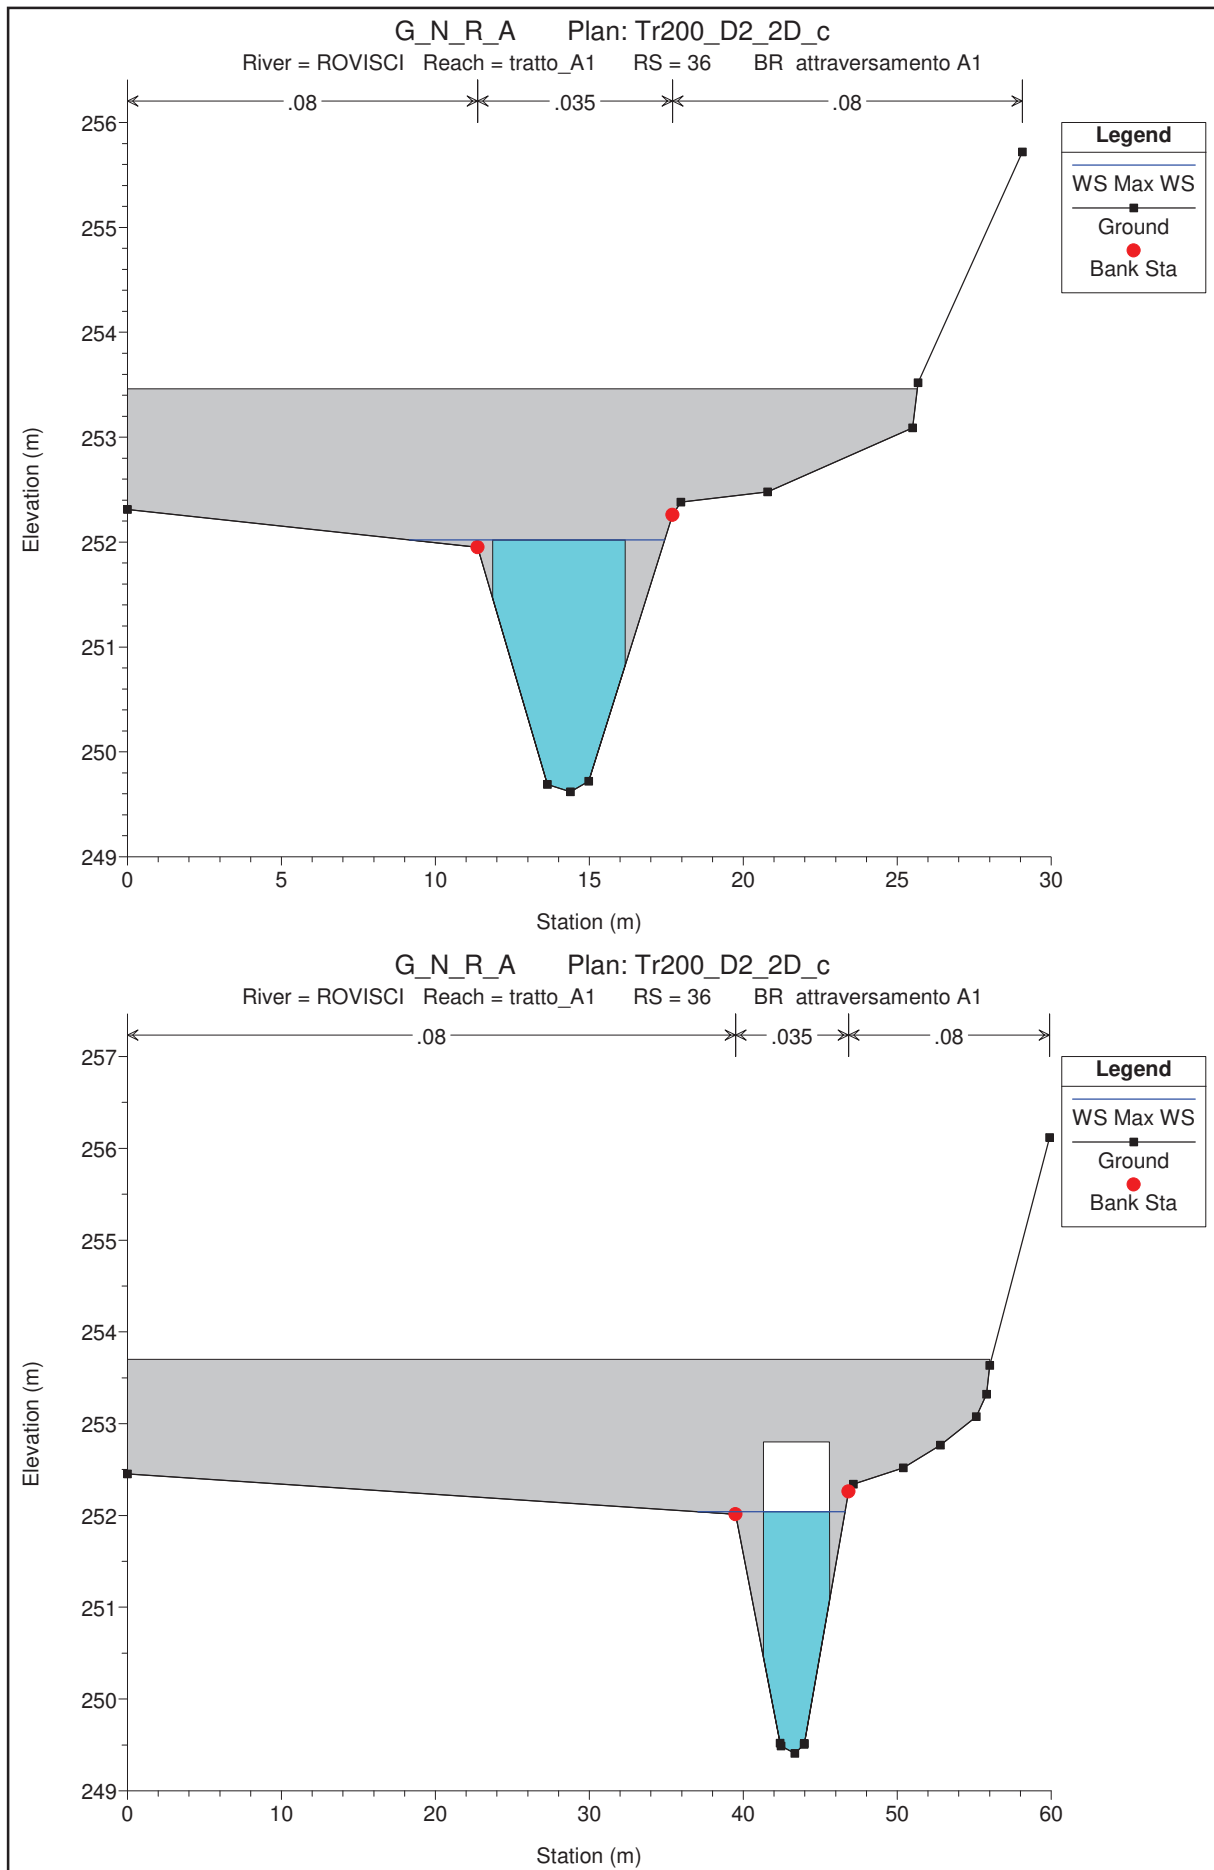 G_N_R_A Plan: Tr200_D2_2D_c
River = ROVISCI Reach = tratto_A1 RS = 36 BR attraversamento A1
.08 .035 .08
256
255
254
253
252
251
250
249
Elevation (m)
0 5 10 15 20 25 30
Station (m)
Legend
WS Max WS
Ground
Bank Sta
G_N_R_A Plan: Tr200_D2_2D_c
River = ROVISCI Reach = tratto_A1 RS = 36 BR attraversamento A1
.08 .035 .08
257
256
255
254
253
252
251
250
249
Elevation (m)
0 10 20 30 40 50 60
Station (m)
Legend
WS Max WS
Ground
Bank Sta